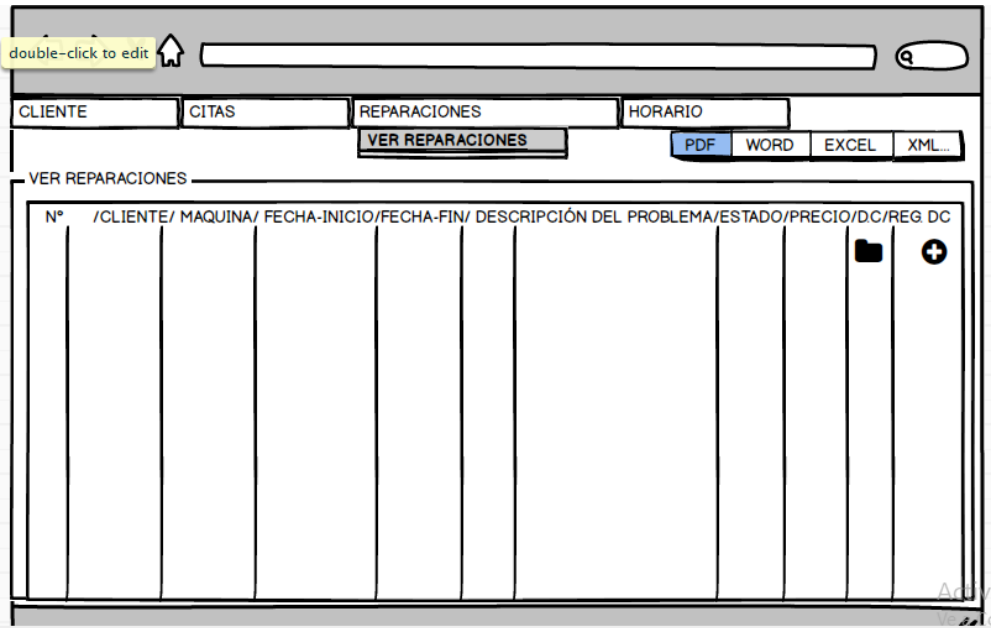 double-click to edit
CLIENTE CITAS REPARACIONES HORARIO
VER REPARACIONES
PDF WORD EXCEL XML...
VER REPARACIONES
N° /CLIENTE/ MAQUINA/ FECHA-INICIO/FECHA-FIN/ DESCRIPCIÓN DEL PROBLEMA/ESTADO/PRECIO/D.C/REG. DC